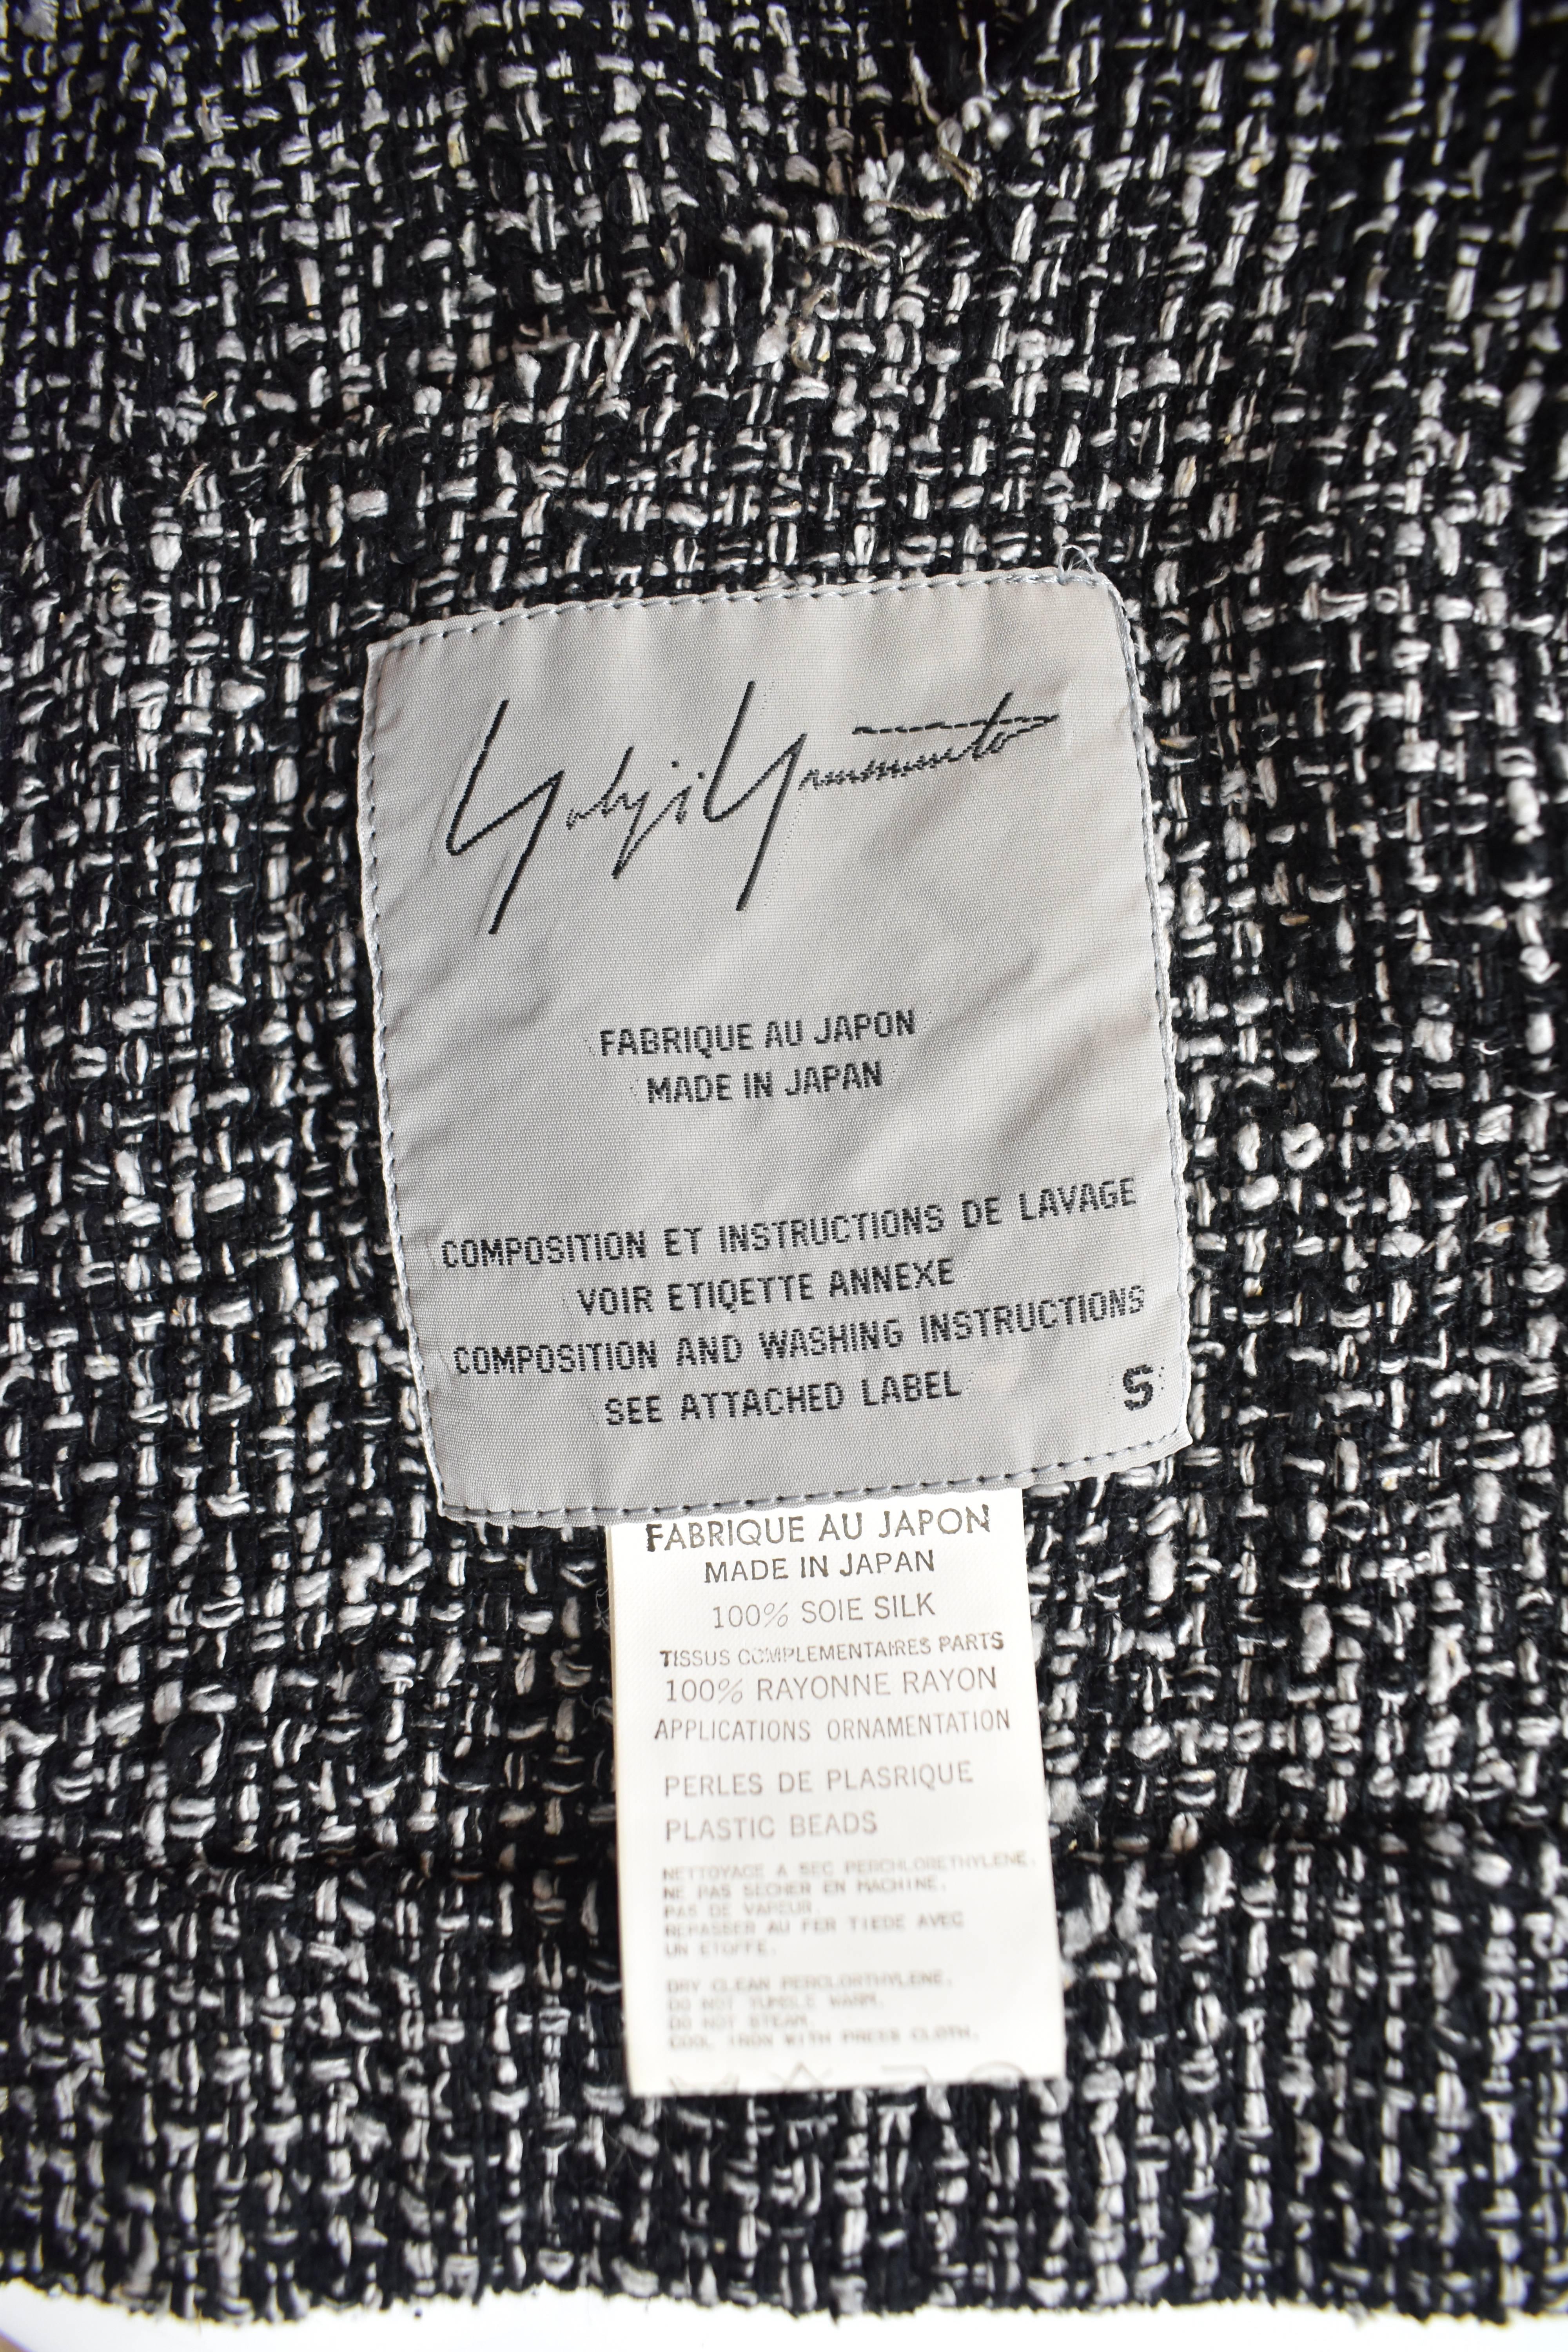 Yohji Yamamoto
FABRIQUE AU JAPON
MADE IN JAPAN
COMPOSITION ET INSTRUCTIONS DE LAVAGE
VOIR ETIQETTE ANNEXE
COMPOSITION AND WASHING INSTRUCTIONS
SEE ATTACHED LABEL
S
FABRIQUE AU JAPON
MADE IN JAPAN
100% SOIE SILK
TISSUS COMPLEMENTAIRES PARTS
100% RAYONNE RAYON
APPLICATIONS ORNAMENTATION
PERLES DE PLASRIQUE
PLASTIC BEADS
NETTOYAGE A SEC PERCHLORETHYLENE.
NE PAS SECHER EN MACHINE.
PAS DE VAPEUR.
REPASSER AU FER TIEDE AVEC
UN ETOFFE.
DRY CLEAN PERCLORTHYLENE.
DO NOT TUMBLE WARM.
DO NOT STEAM.
COOL IRON WITH PRESS CLOTH.